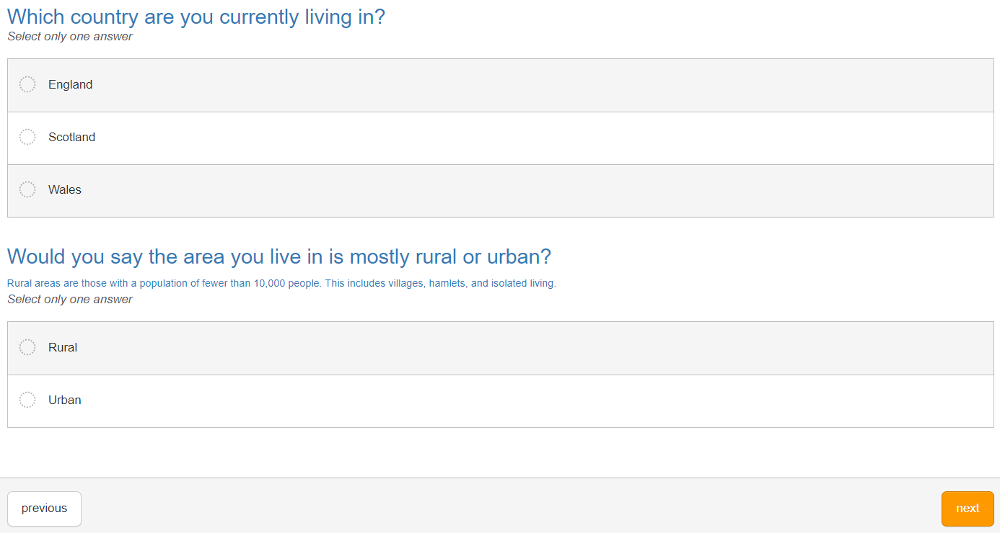 Which country are you currently living in?
Select only one answer
England
Scotland
Wales
Would you say the area you live in is mostly rural or urban?
Rural areas are those with a population of fewer than 10,000 people. This includes villages, hamlets, and isolated living.
Select only one answer
Rural
Urban
previous
next